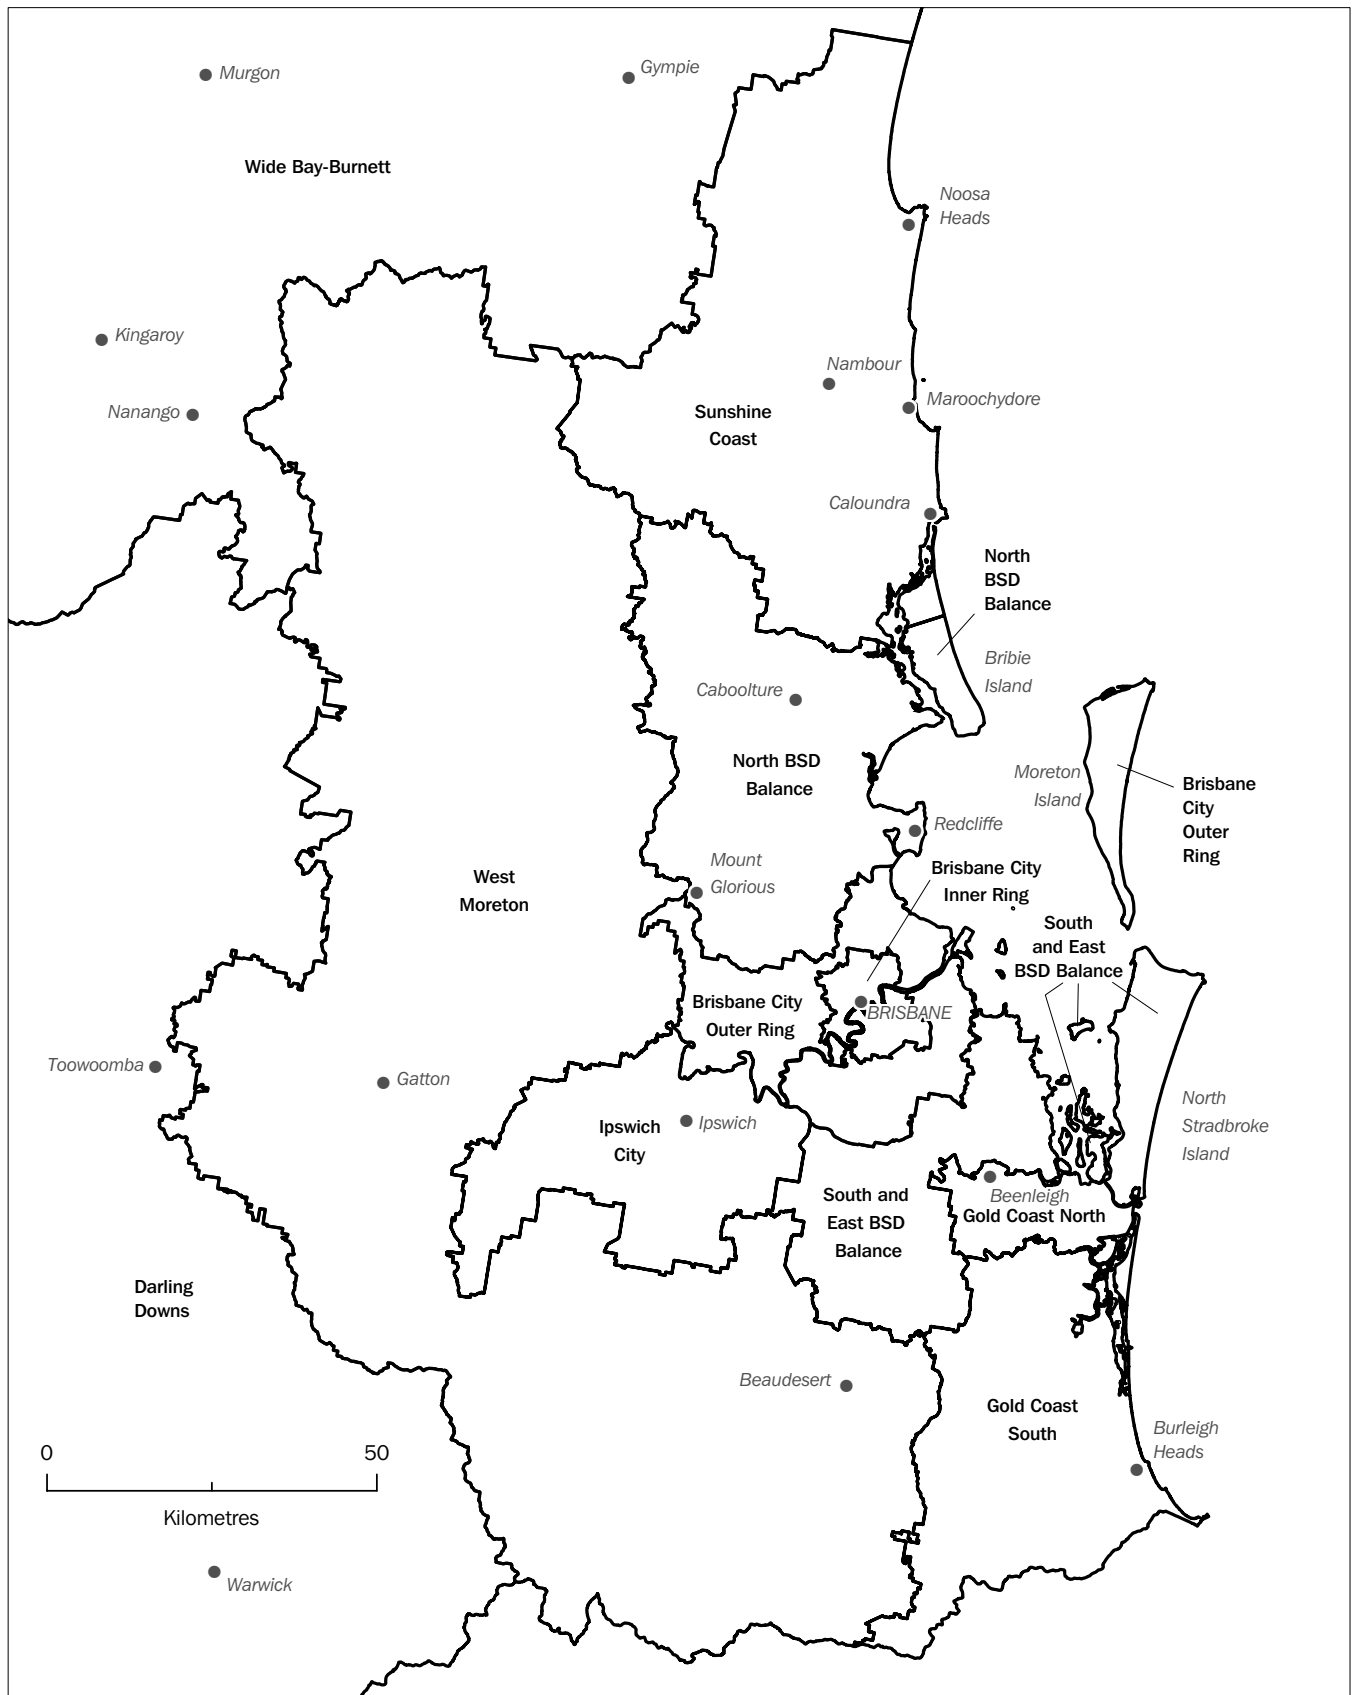 Murgon
Gympie
Wide Bay-Burnett
Noosa
Heads
Kingaroy
Nambour
Nanango
Maroochydore
Sunshine
Coast
Caloundra
North
BSD
Balance
Bribie
Island
Caboolture
North BSD
Balance
Moreton
Island
Brisbane
City
Outer
Ring
Redcliffe
Mount
Glorious
Brisbane City
Inner Ring
West
Moreton
South
and East
BSD Balance
Brisbane City
Outer Ring
BRISBANE
Toowoomba
Gatton
North
Stradbroke
Island
Ipswich
City
Ipswich
South and
East BSD
Balance
Beenleigh
Gold Coast North
Darling
Downs
Beaudesert
Gold Coast
South
Burleigh
Heads
0 50
Kilometres
Warwick